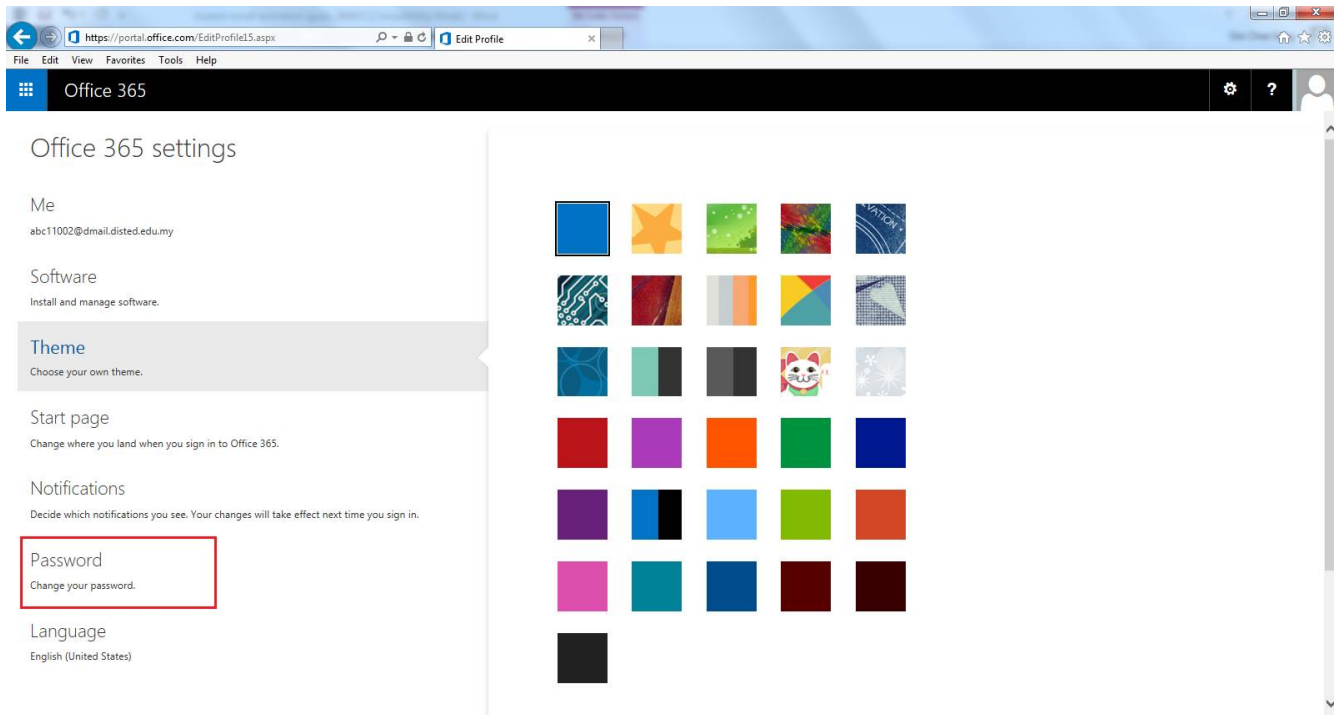 https://portal.office.com/EditProfile15.aspx
Edit Profile
File Edit View Favorites Tools Help
Office 365
?
Office 365 settings
Me
abc11002@dmail.disted.edu.my
Software
Install and manage software.
Theme
Choose your own theme.
Start page
Change where you land when you sign in to Office 365.
Notifications
Decide which notifications you see. Your changes will take effect next time you sign in.
Password
Change your password.
Language
English (United States)